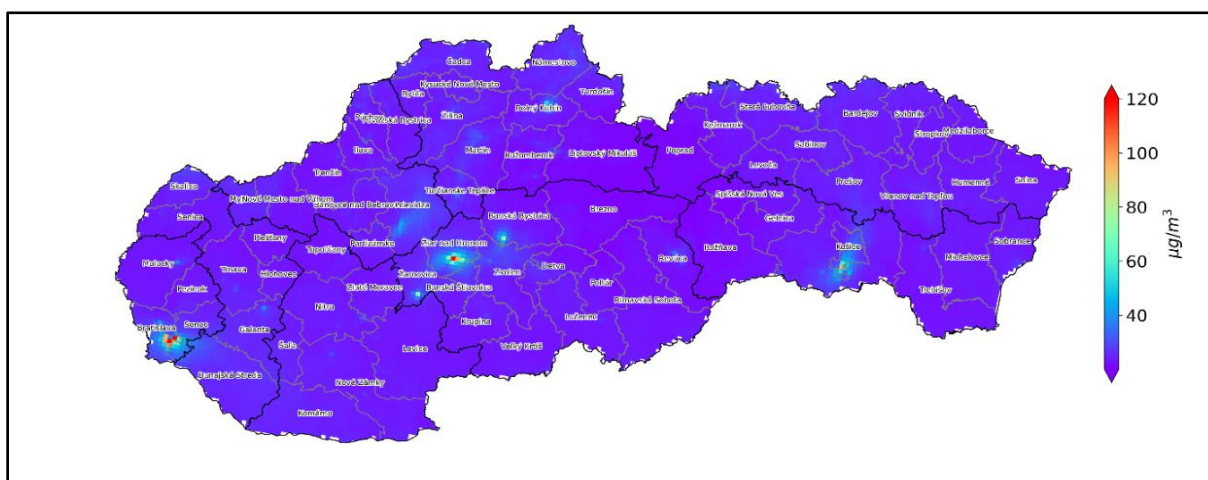 Čadca
Námestovo
Kysucké Nové Mesto
Bytča
Tvrdošín
Dolný Kubín
Žilina
Stará Ľubovňa
Bardejov
Svidník
Kežmarok
Stropkov
Medzilaborce
Martin
Ružomberok
Liptovský Mikuláš
Poprad
Sabinov
Ilava
Levoča
Trenčín
Prešov
Humenné
Snina
Skalica
Turčianske Teplice
Spišská Nová Ves
Vranov nad Topľou
Senica
Banská Bystrica
Brezno
Gelnica
Piešťany
Topoľčany
Partizánske
Žiar nad Hronom
Rožňava
Košice
Sobrance
Malacky
Trnava
Hlohovec
Žarnovica
Zvolen
Detva
Revúca
Michalovce
Pezinok
Zlaté Moravce
Banská Štiavnica
Poltár
Trebišov
Nitra
Rimavská Sobota
Bratislava
Senec
Galanta
Krupina
Lučenec
Šaľa
Levice
Veľký Krtíš
Dunajská Streda
Nové Zámky
Komárno
120
100
80
60
40
µg/m³